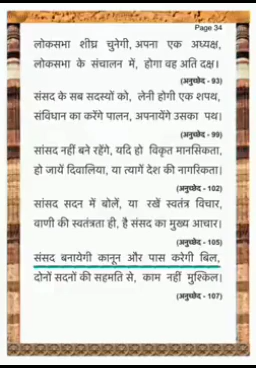 Page 34
लोकसभा शीघ्र चुनेगी, अपना एक अध्यक्ष,
लोकसभा के संचालन में, होगा वह अति दक्ष।
(अनुच्छेद - 93)
संसद के सब सदस्यों को, लेनी होगी एक शपथ,
संविधान का करेंगे पालन, अपनायेंगे उसका पथ।
(अनुच्छेद - 99)
सांसद नहीं बने रहेंगे, यदि हो विकृत मानसिकता,
हो जायें दिवालिया, या त्यागें देश की नागरिकता।
(अनुच्छेद - 102)
सांसद सदन में बोलें, या रखें स्वतंत्र विचार,
वाणी की स्वतंत्रता ही, है संसद का मुख्य आचार।
(अनुच्छेद - 105)
संसद बनायेगी कानून और पास करेगी बिल,
दोनों सदनों की सहमति से, काम नहीं मुश्किल।
(अनुच्छेद - 107)